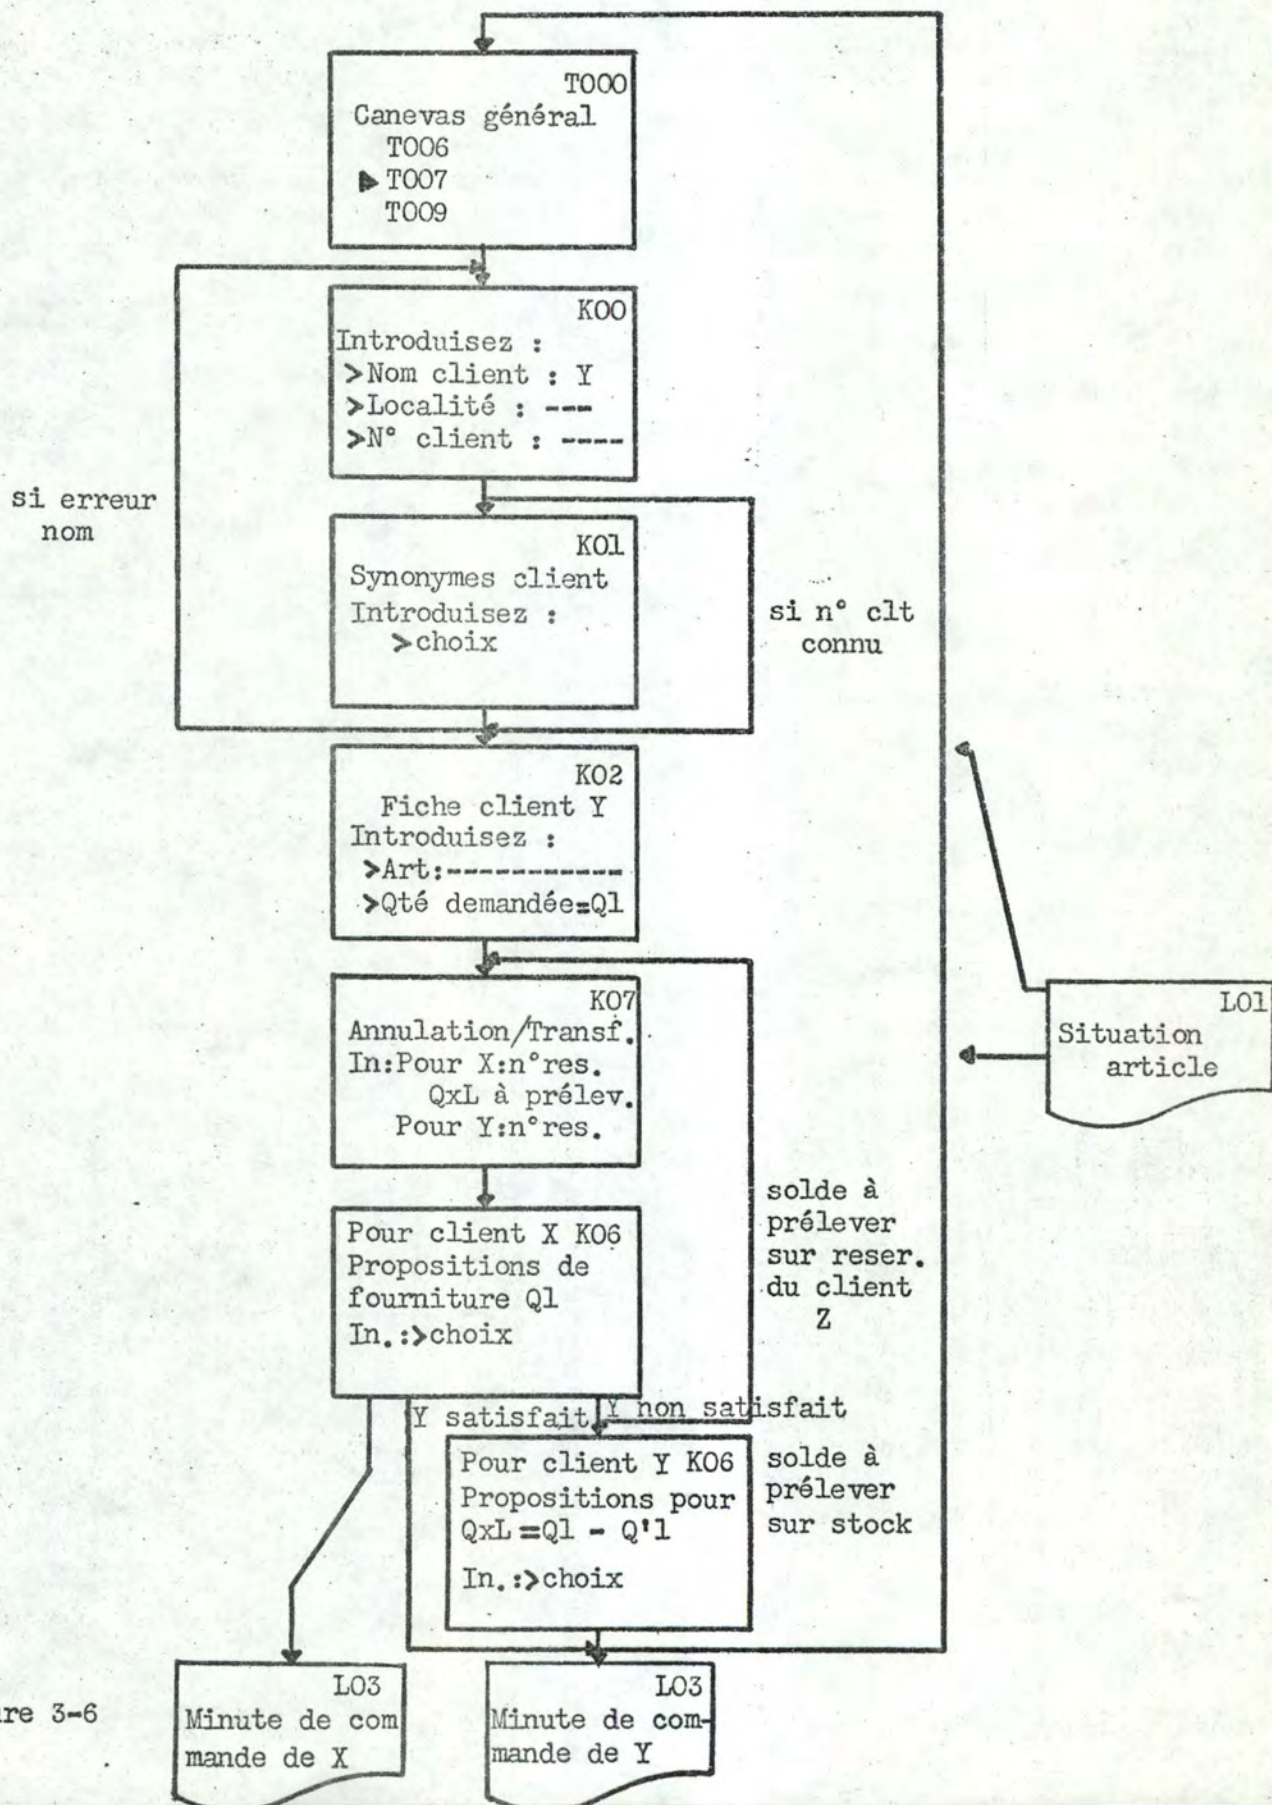 T000
Canevas général
T006
▶ T007
T009
K00
Introduisez :
>Nom client : Y
>Localité : ---
>N° client : ----
si erreur
nom
K01
Synonymes client
Introduisez :
>choix
si n° clt
connu
K02
Fiche client Y
Introduisez :
>Art:-----------
>Qté demandée=Q1
K07
Annulation/Transf.
In:Pour X:n°res.
QxL à prélev.
Pour Y:n°res.
L01
Situation
article
solde à
prélever
sur reser.
du client
Z
Pour client X K06
Propositions de
fourniture Q1
In.:>choix
Y satisfait Y non satisfait
Pour client Y K06
Propositions pour
QxL=Q1 - Q'1
In.:>choix
solde à
prélever
sur stock
re 3-6
L03
Minute de com
mande de X
L03
Minute de com-
mande de Y